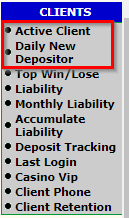 CLIENTS
Active Client
Daily New
Depositor
Top Win/Lose
Liability
Monthly Liability
Accumulate
Liability
Deposit Tracking
Last Login
Casino Vip
Client Phone
Client Retention